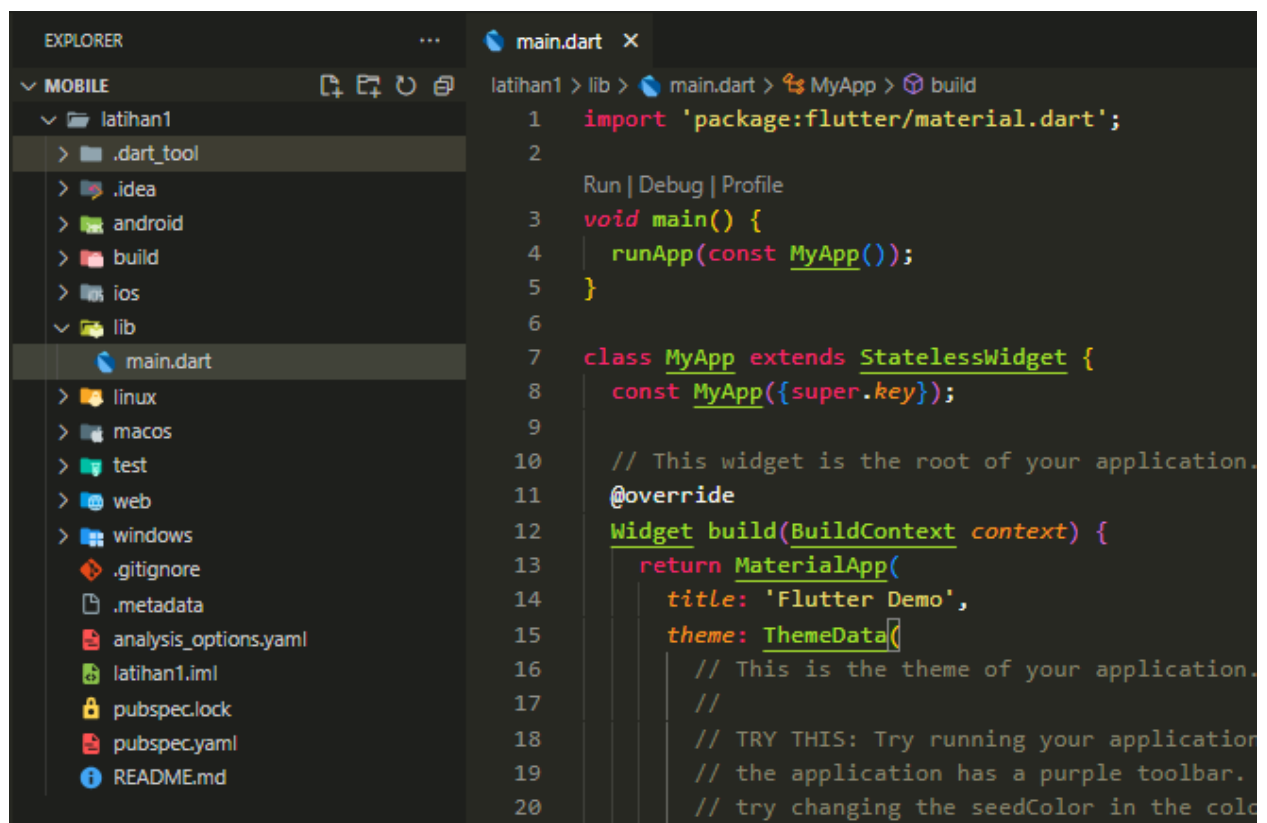 EXPLORER
MOBILE
latihan1
.dart_tool
.idea
android
build
ios
lib
main.dart
linux
macos
test
web
windows
.gitignore
.metadata
analysis_options.yaml
latihan1.iml
pubspec.lock
pubspec.yaml
README.md
main.dart
latihan1 > lib > main.dart > MyApp > build
1 import 'package:flutter/material.dart';
2
Run | Debug | Profile
3 void main() {
4 runApp(const MyApp());
5 }
6
7 class MyApp extends StatelessWidget {
8 const MyApp({super.key});
9
10 // This widget is the root of your application.
11 @override
12 Widget build(BuildContext context) {
13 return MaterialApp(
14 title: 'Flutter Demo',
15 theme: ThemeData(
16 // This is the theme of your application.
17 //
18 // TRY THIS: Try running your application
19 // the application has a purple toolbar.
20 // try changing the seedColor in the colo